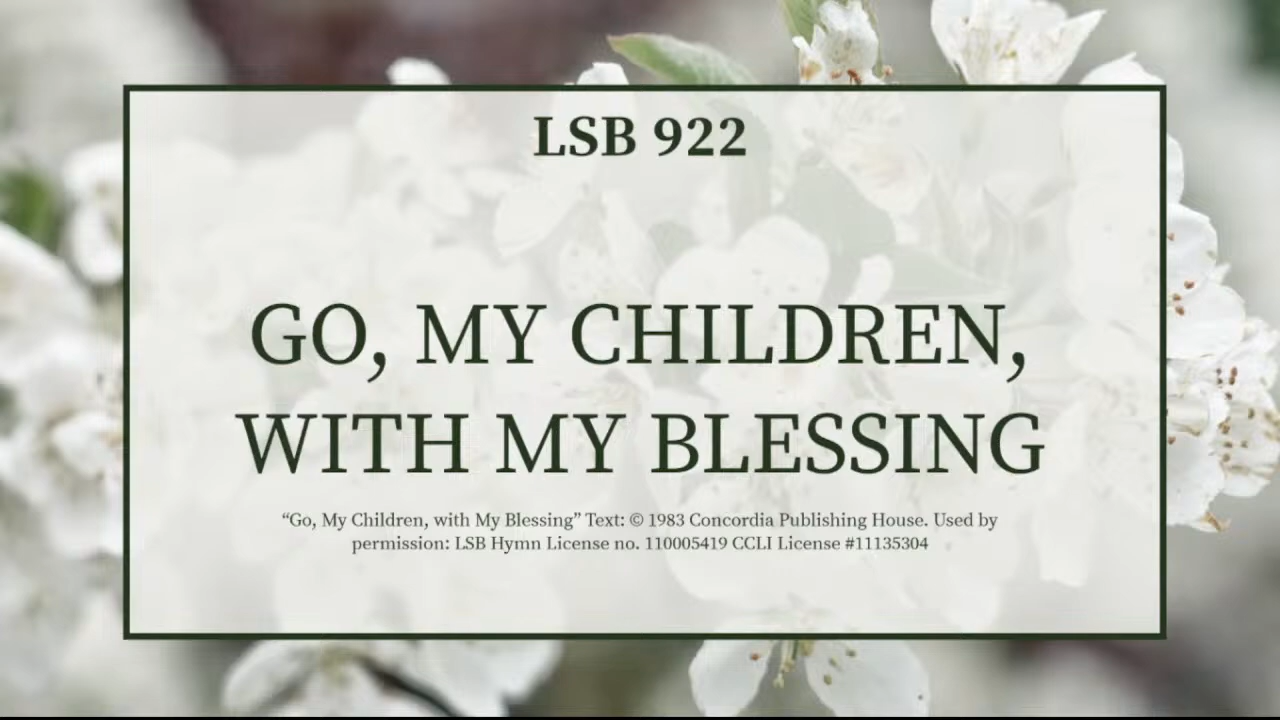 LSB 922
GO, MY CHILDREN,
WITH MY BLESSING
“Go, My Children, with My Blessing” Text: © 1983 Concordia Publishing House. Used by
permission: LSB Hymn License no. 110005419 CCLI License #11135304